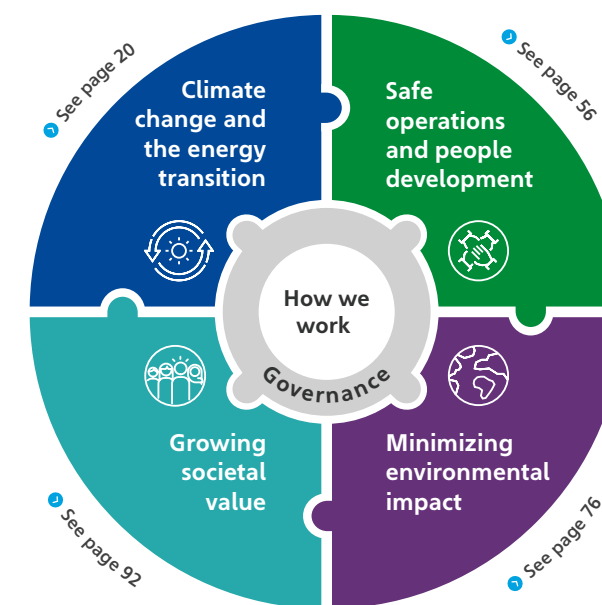 See page 20
Climate
change and
the energy
transition
See page 56
Safe
operations
and people
development
How we
work
Governance
Growing
societal
value
See page 92
Minimizing
environmental
impact
See page 76